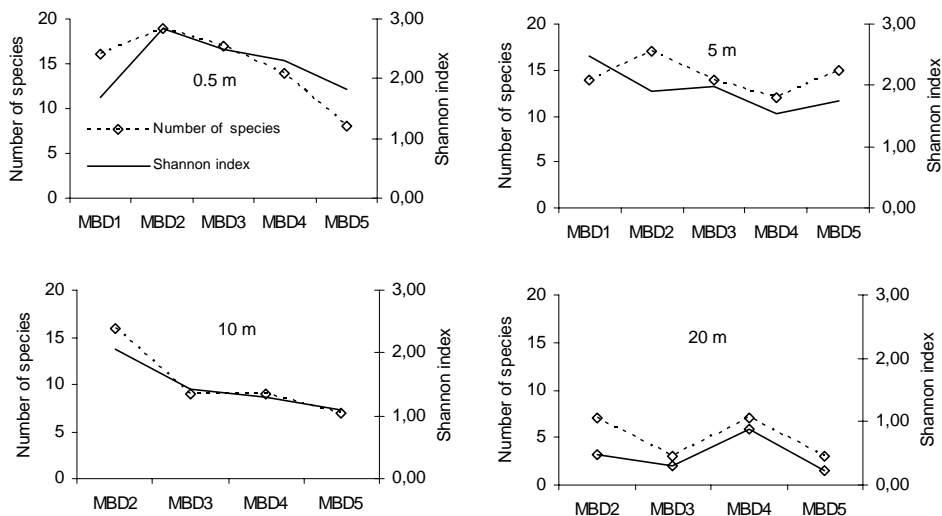 20
15
10
5
0
Number of species
3,00
2,00
1,00
0,00
Shannon index
0.5 m
Number of species
Shannon index
MBD1 MBD2 MBD3 MBD4 MBD5
20
15
10
5
0
Number of species
3,00
2,00
1,00
0,00
Shannon index
5 m
MBD1 MBD2 MBD3 MBD4 MBD5
20
15
10
5
0
Number of species
3,00
2,00
1,00
0,00
Shannon index
10 m
MBD2 MBD3 MBD4 MBD5
20
15
10
5
0
Number of species
3,00
2,00
1,00
0,00
Shannon index
20 m
MBD2 MBD3 MBD4 MBD5